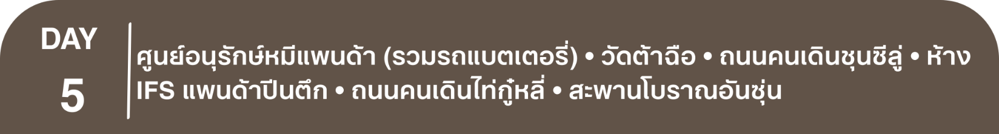 DAY
5
ศูนย์อนุรักษ์หมีแพนด้า (รวมรถแบตเตอรี่) • วัดต้าฉือ • ถนนคนเดินชุนซีลู่ • ห้าง
IFS แพนด้าปีนตึก • ถนนคนเดินไท่กู๋หลี่ • สะพานโบราณอันซุ่น